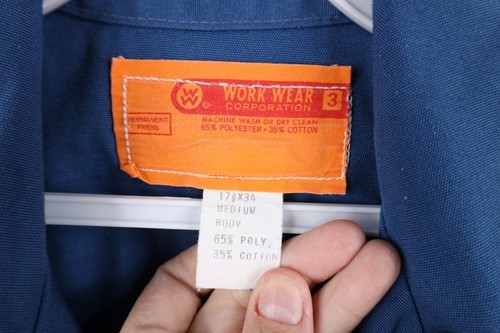 WORK WEAR 3
CORPORATION
MACHINE WASH OR DRY CLEAN
65% POLYESTER • 35% COTTON
PERMANENT
PRESS
17½X34
MEDIUM
BODY
65% POLY.
35% COTTON